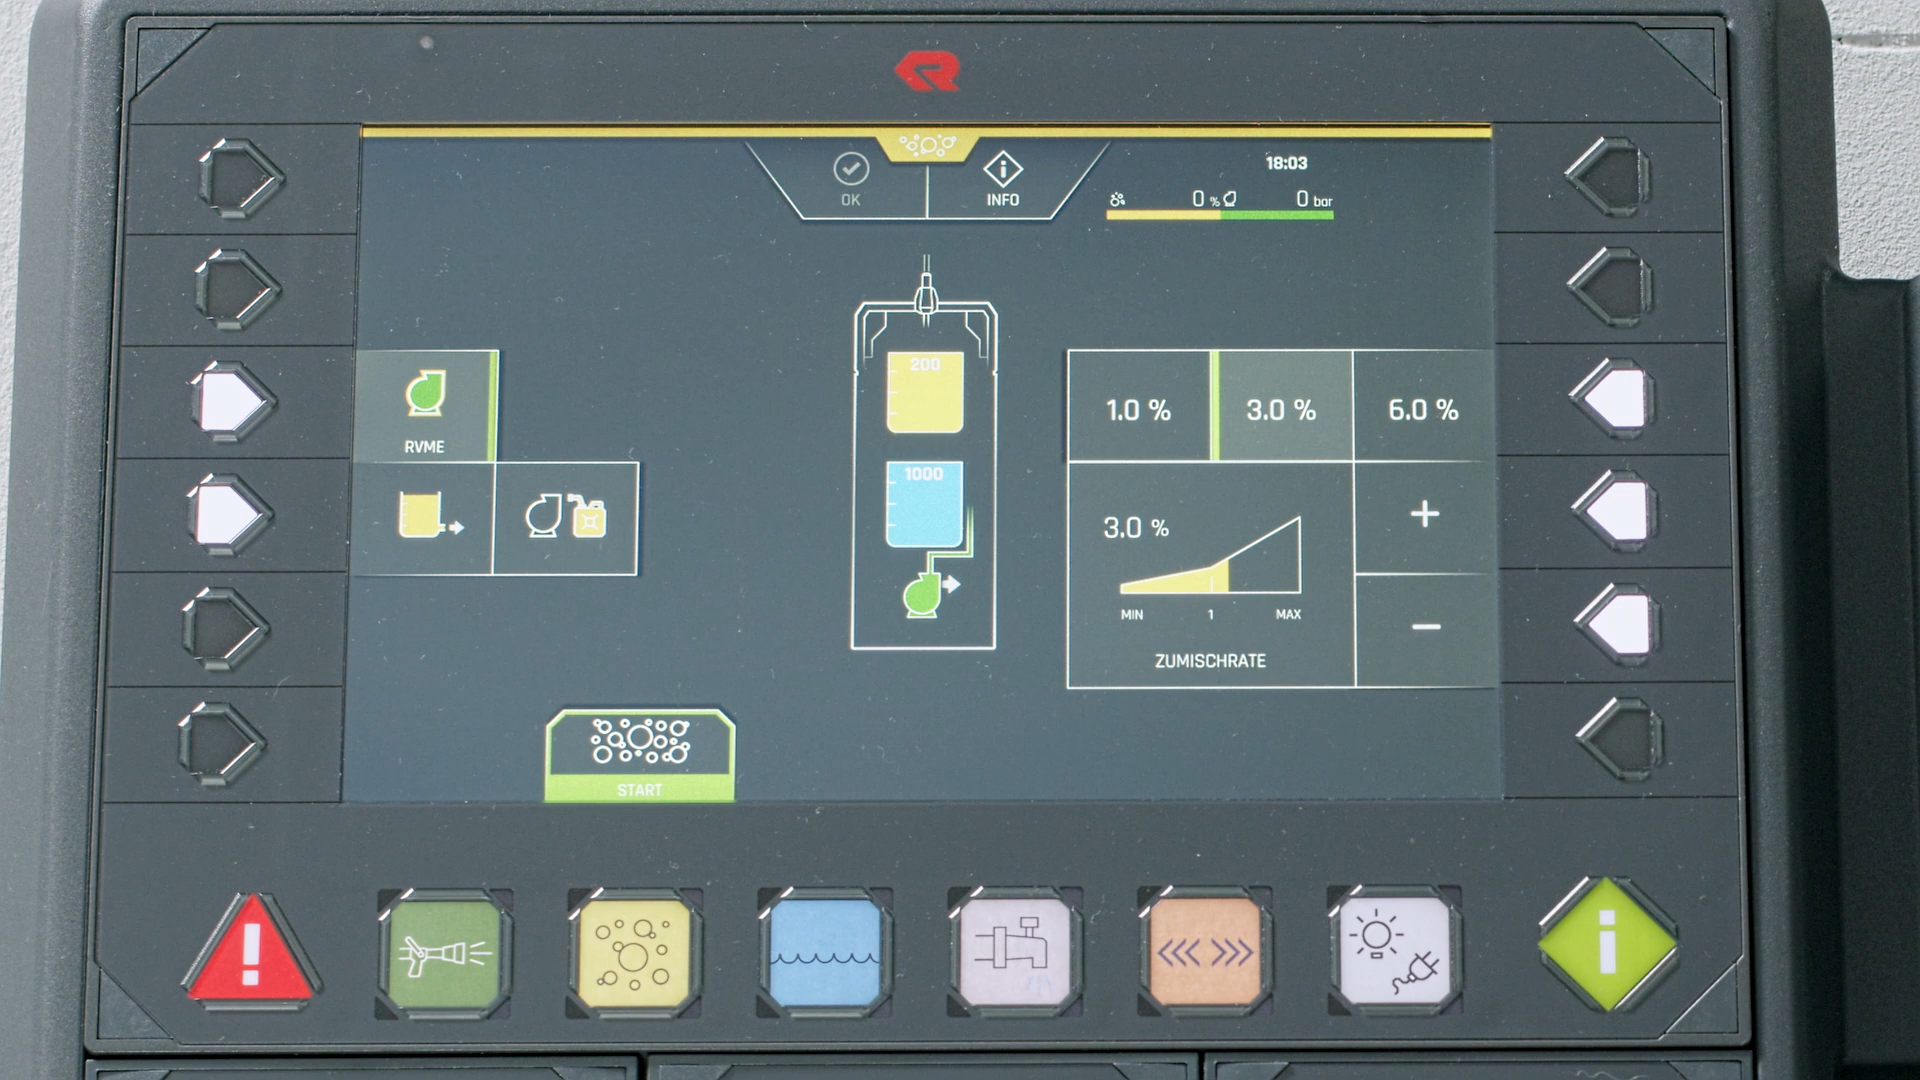 18:03
OK
INFO
0 %
0 bar
200
1.0 %
3.0 %
6.0 %
RVME
1000
+
3.0 %
MIN
1
MAX
−
ZUMISCHRATE
START
!
i